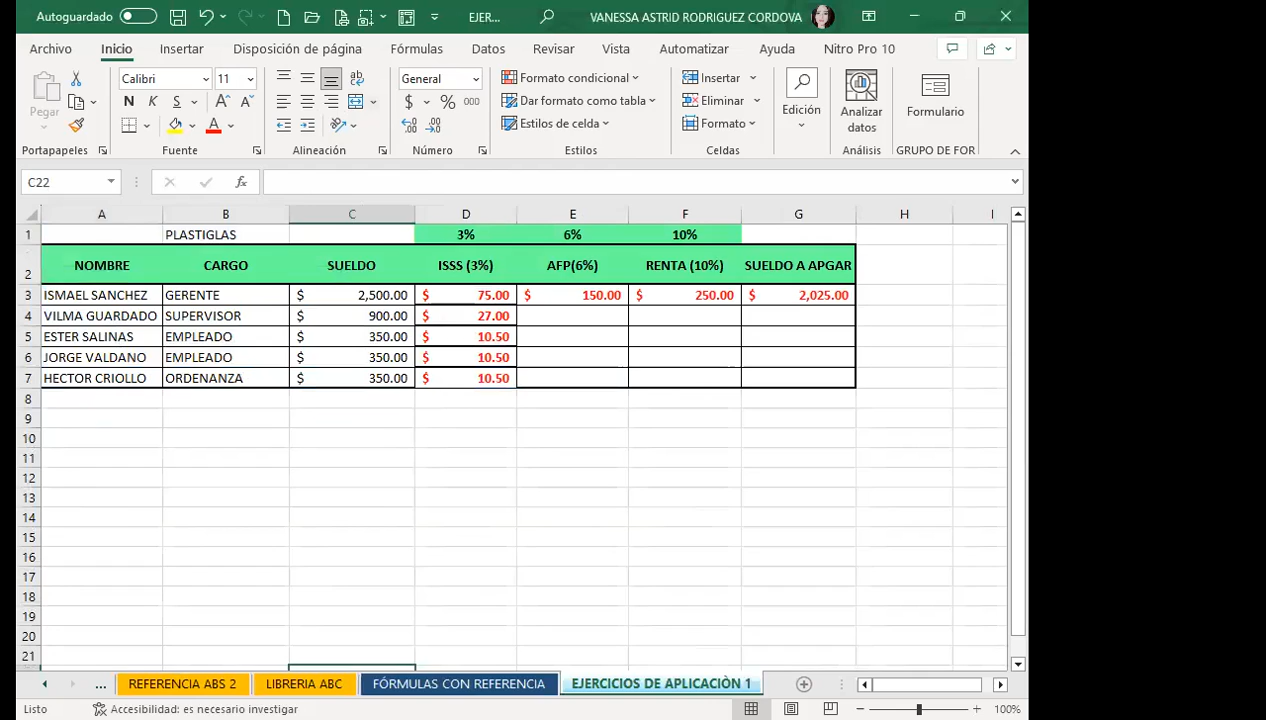 Autoguardado EJER... VANESSA ASTRID RODRIGUEZ CORDOVA
Archivo Inicio Insertar Disposición de página Fórmulas Datos Revisar Vista Automatizar Ayuda Nitro Pro 10
Pegar
Calibri 11
N K S
General
$ % 000
Formato condicional
Dar formato como tabla
Estilos de celda
Insertar
Eliminar
Formato
Edición
Analizar datos
Formulario
Portapapeles Fuente Alineación Número Estilos Celdas Análisis GRUPO DE FOR
C22 fx
A B C D E F G H I
1 PLASTIGLAS 3% 6% 10%
2 NOMBRE CARGO SUELDO ISSS (3%) AFP(6%) RENTA (10%) SUELDO A APGAR
3 ISMAEL SANCHEZ GERENTE $ 2,500.00 $ 75.00 $ 150.00 $ 250.00 $ 2,025.00
4 VILMA GUARDADO SUPERVISOR $ 900.00 $ 27.00
5 ESTER SALINAS EMPLEADO $ 350.00 $ 10.50
6 JORGE VALDANO EMPLEADO $ 350.00 $ 10.50
7 HECTOR CRIOLLO ORDENANZA $ 350.00 $ 10.50
8
9
10
11
12
13
14
15
16
17
18
19
20
21
... REFERENCIA ABS 2 LIBRERIA ABC FÓRMULAS CON REFERENCIA EJERCICIOS DE APLICACIÒN 1
Listo Accesibilidad: es necesario investigar 100%